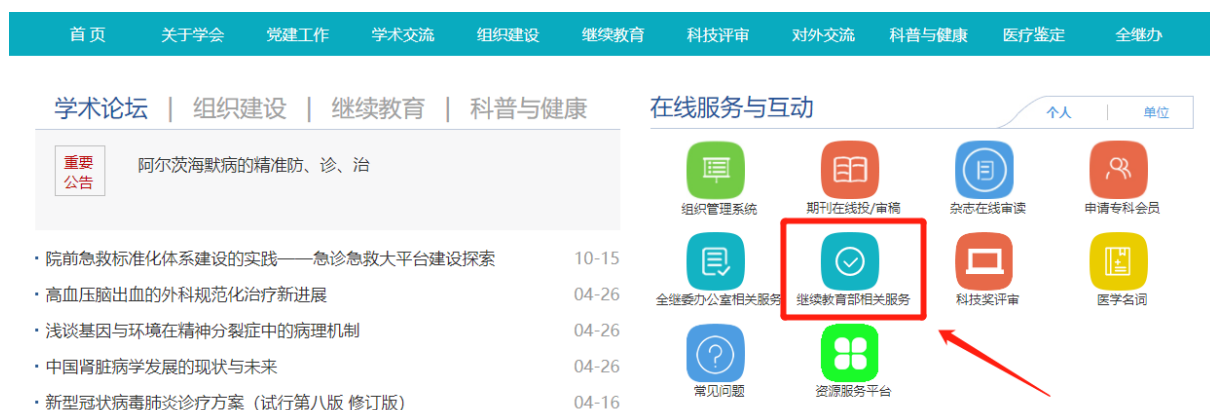 首页 关于学会 党建工作 学术交流 组织建设 继续教育 科技评审 对外交流 科普与健康 医疗鉴定 全继办
学术论坛 | 组织建设 | 继续教育 | 科普与健康
重要
公告
阿尔茨海默病的精准防、诊、治
·院前急救标准化体系建设的实践——急诊急救大平台建设探索 10-15
·高血压脑出血的外科规范化治疗新进展 04-26
·浅谈基因与环境在精神分裂症中的病理机制 04-26
·中国肾脏病学发展的现状与未来 04-26
·新型冠状病毒肺炎诊疗方案（试行第八版 修订版） 04-16
在线服务与互动
个人 | 单位
组织管理系统 期刊在线投/审稿 杂志在线审读 申请专科会员
全继委办公室相关服务 继续教育部相关服务 科技奖评审 医学名词
常见问题 资源服务平台